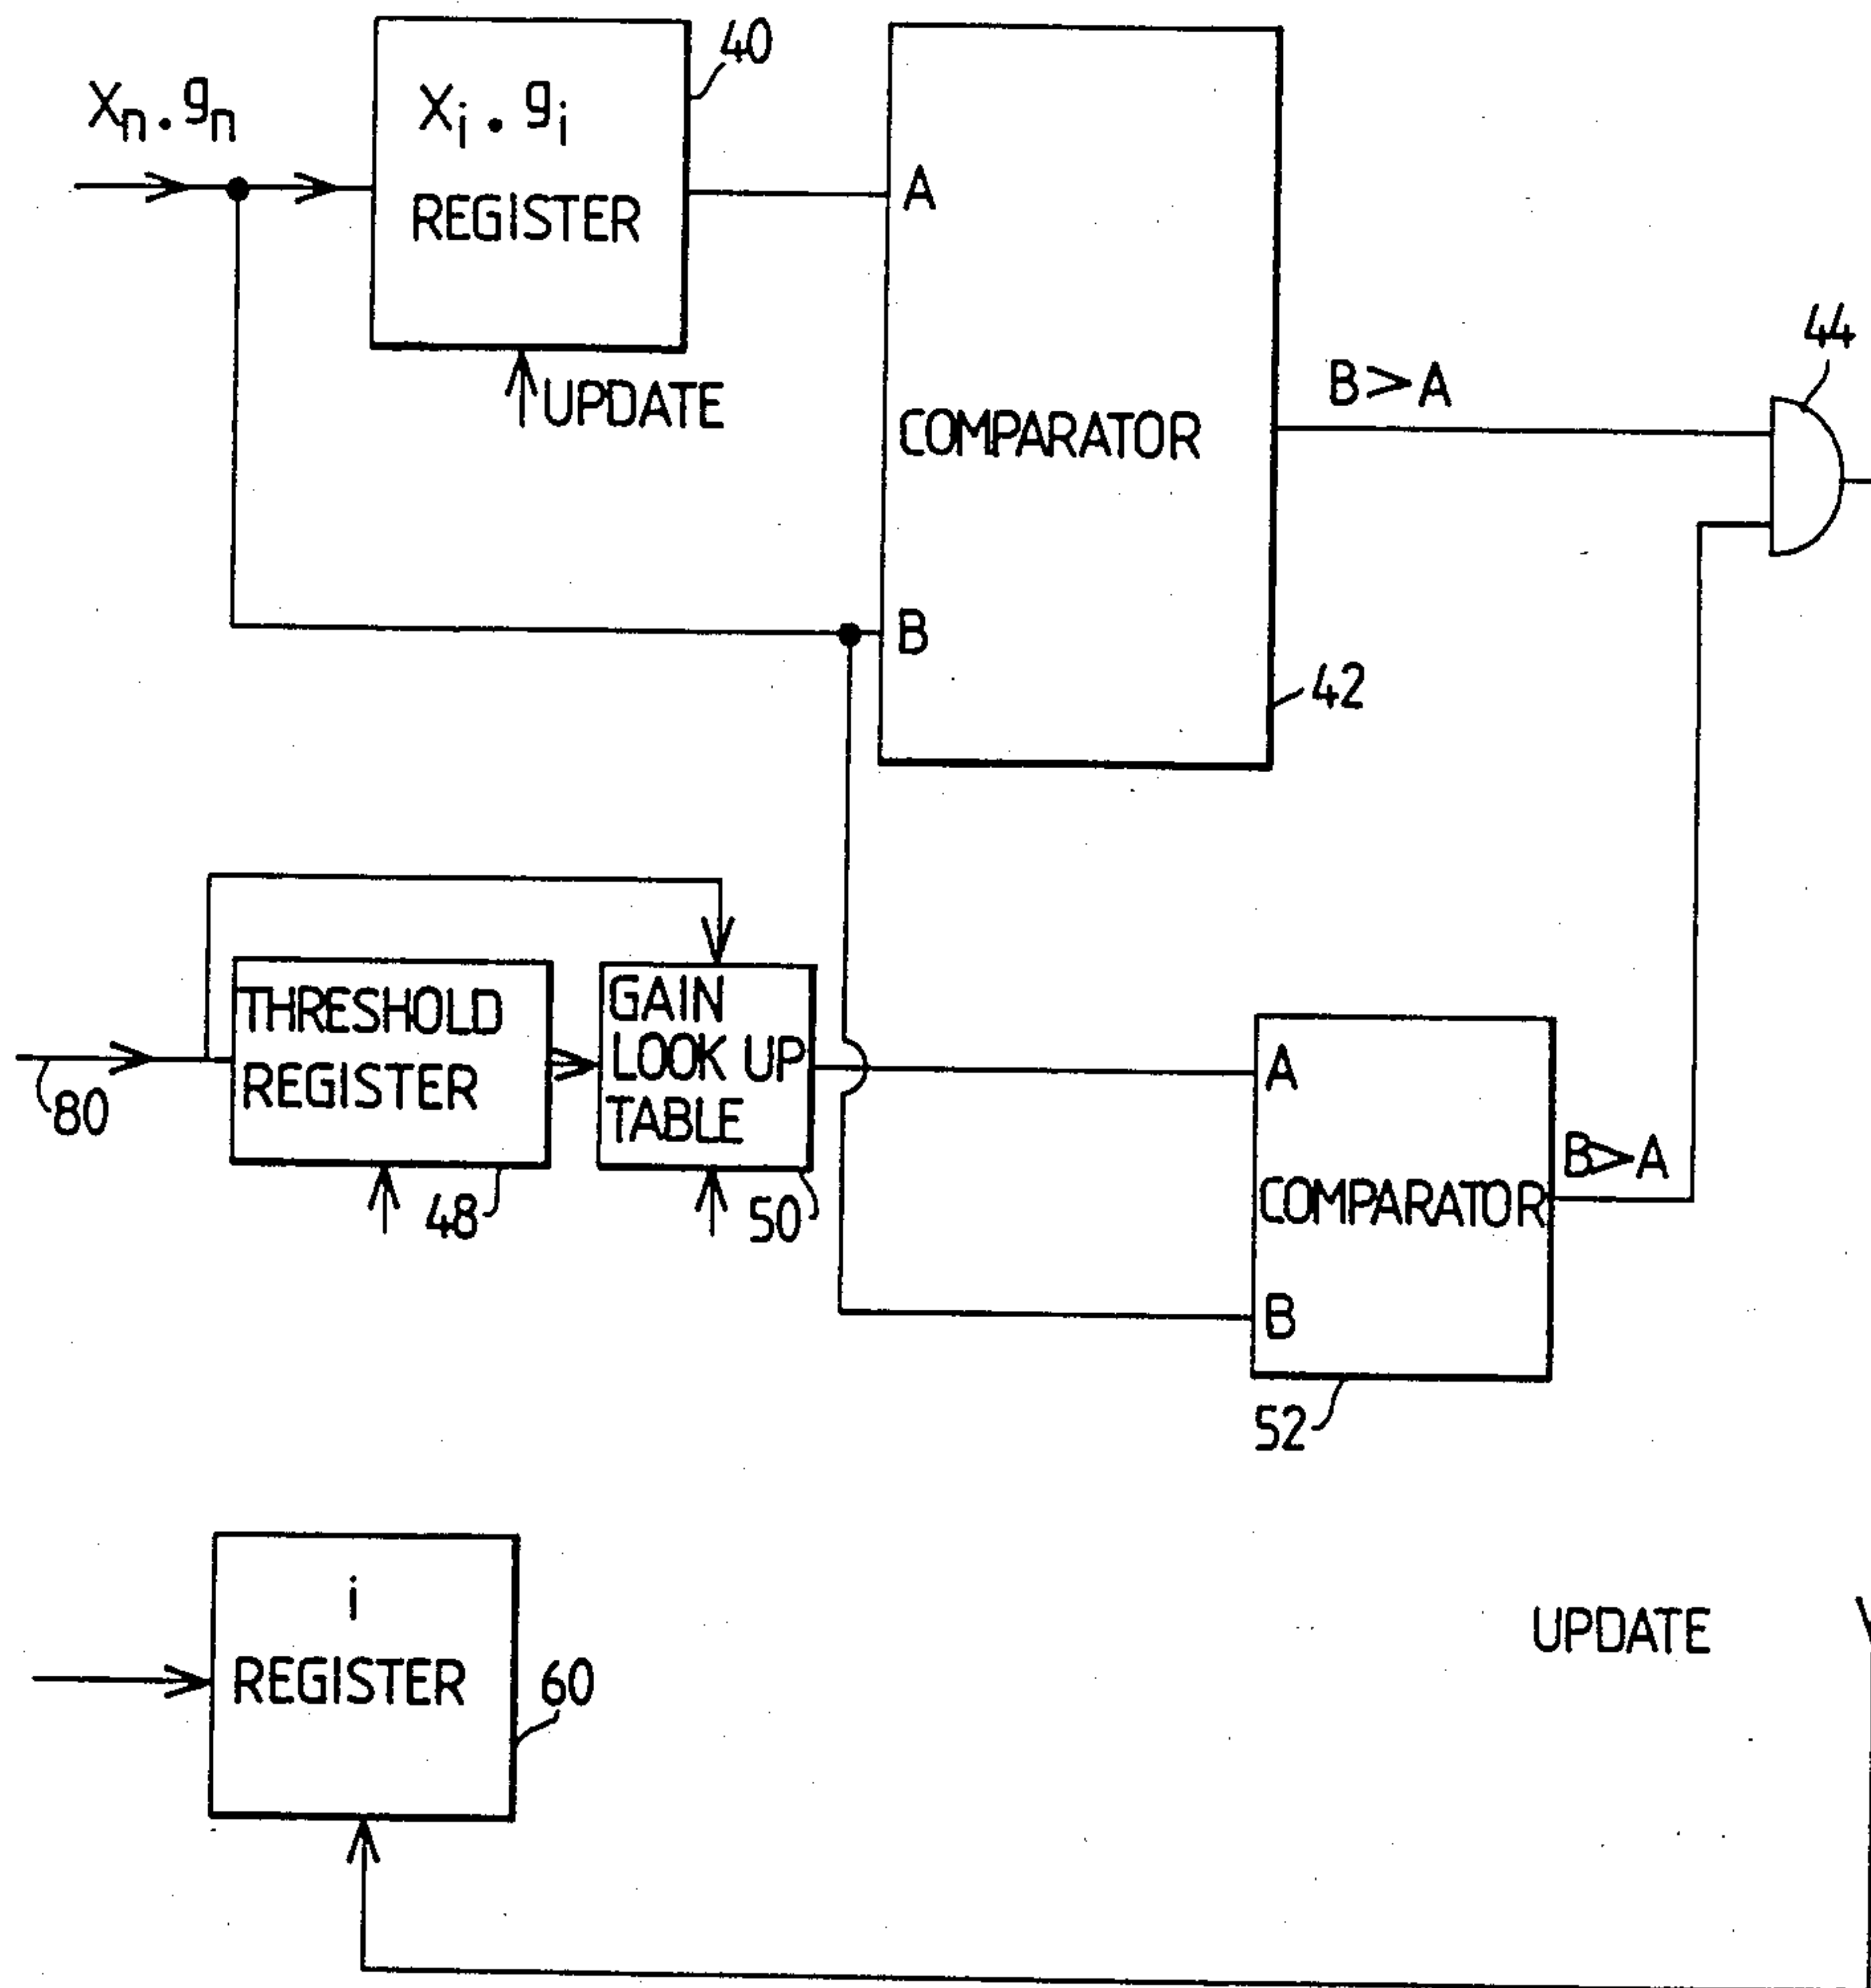 40
Xn.gn
Xi.gi
REGISTER
UPDATE
A
COMPARATOR
B
42
B>A
44
THRESHOLD
REGISTER
80
48
GAIN
LOOK UP
TABLE
50
A
COMPARATOR
B
B>A
52
i
REGISTER
60
UPDATE